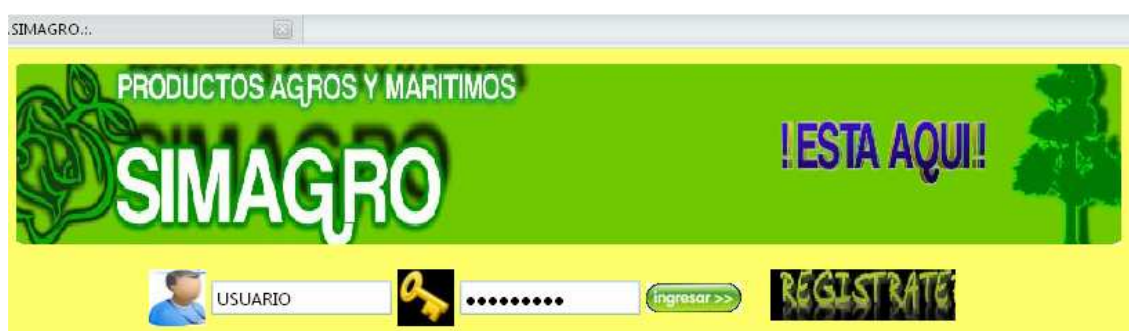 .SIMAGRO.:.
PRODUCTOS AGROS Y MARITIMOS
SIMAGRO
! ESTA AQUI!!
USUARIO
•••••••••
ingresar >>
REGISTRATE